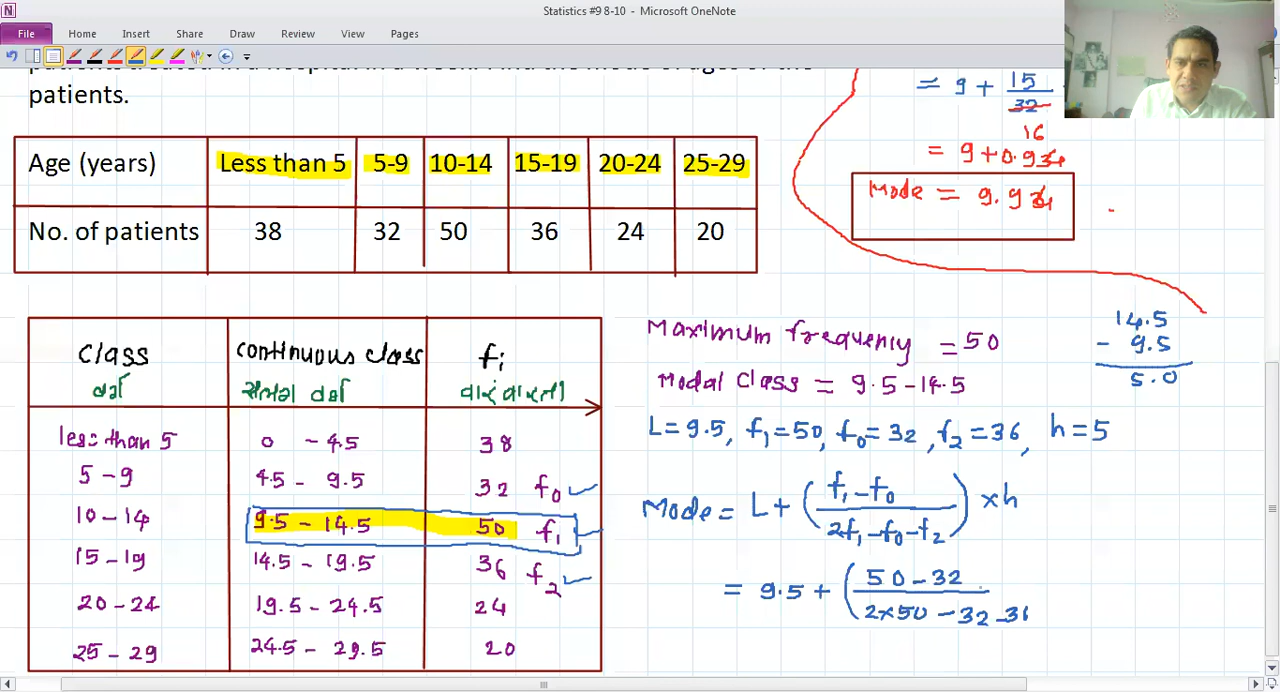 Statistics #9 8-10 - Microsoft OneNote
File Home Insert Share Draw Review View Pages
patients.
Age (years) Less than 5 5-9 10-14 15-19 20-24 25-29
No. of patients 38 32 50 36 24 20
= 9 + 15/32
16
= 9+0.934
Mode = 9.934
14.5
- 9.5
5.0
class continuous class fi
वर्ग सतत वर्ग वारंवारता
less than 5 0 - 4.5 38
5 - 9 4.5 - 9.5 32 f0
10 - 14 9.5 - 14.5 50 f1
15 - 19 14.5 - 19.5 36 f2
20 - 24 19.5 - 24.5 24
25 - 29 24.5 - 29.5 20
Maximum frequency = 50
Modal class = 9.5 - 14.5
L = 9.5, f1 = 50, f0 = 32, f2 = 36, h = 5
Mode = L + (f1 - f0 / 2f1 - f0 - f2) × h
= 9.5 + (50 - 32 / 2×50 - 32 - 36